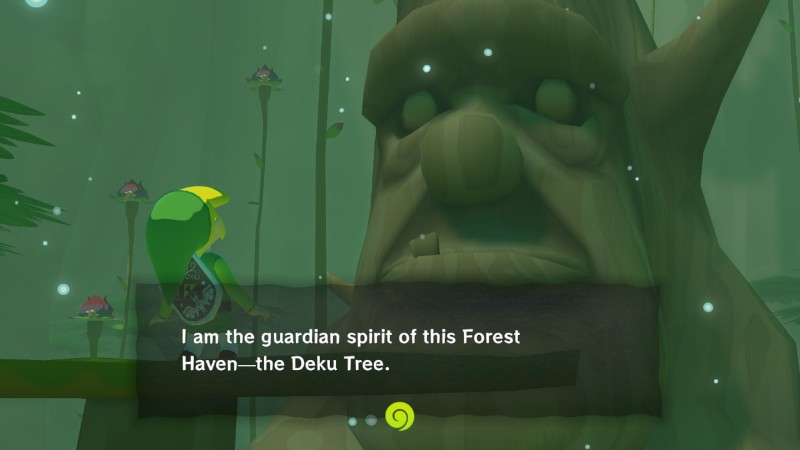 I am the guardian spirit of this Forest
Haven—the Deku Tree.